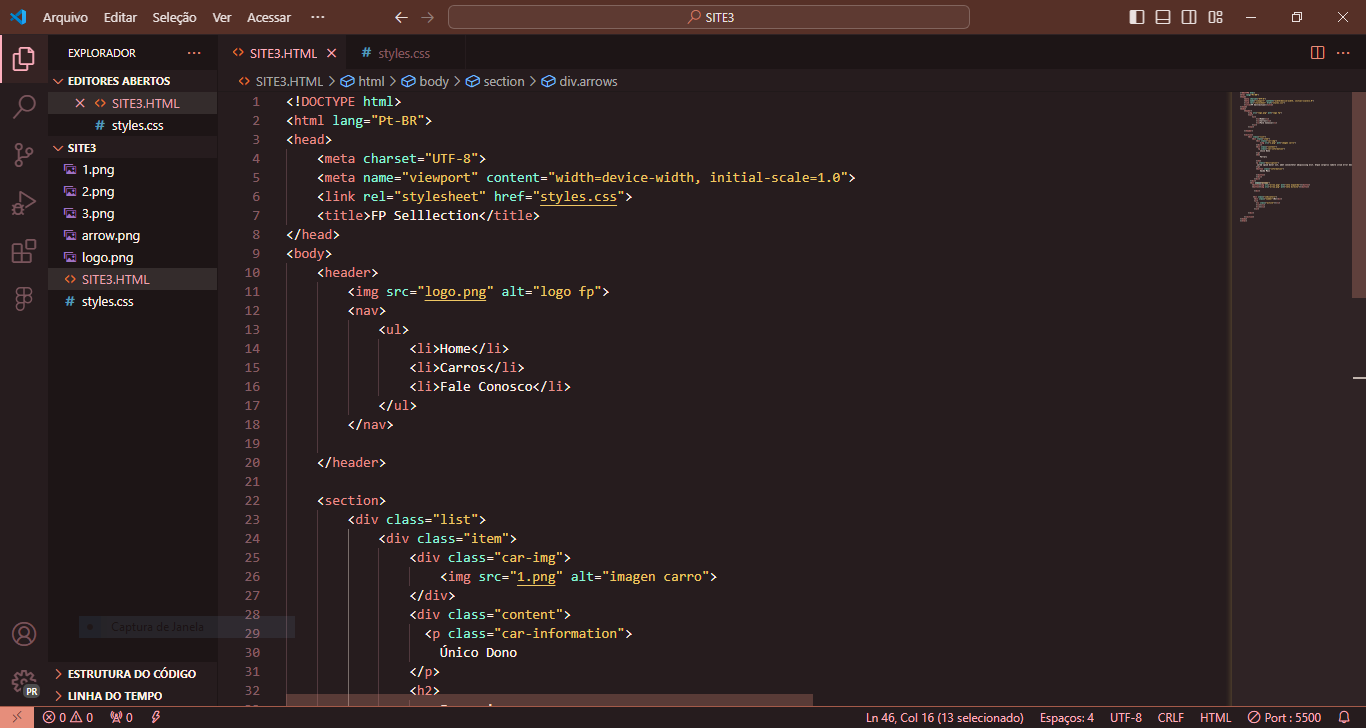 Arquivo Editar Seleção Ver Acessar ··· SITE3
EXPLORADOR ···
EDITORES ABERTOS
SITE3.HTML
# styles.css
SITE3
1.png
2.png
3.png
arrow.png
logo.png
SITE3.HTML
# styles.css
Captura de Janela
ESTRUTURA DO CÓDIGO
LINHA DO TEMPO
SITE3.HTML # styles.css ···
SITE3.HTML > html > body > section > div.arrows
1 <!DOCTYPE html>
2 <html lang="Pt-BR">
3 <head>
4 <meta charset="UTF-8">
5 <meta name="viewport" content="width=device-width, initial-scale=1.0">
6 <link rel="stylesheet" href="styles.css">
7 <title>FP Selllection</title>
8 </head>
9 <body>
10 <header>
11 <img src="logo.png" alt="logo fp">
12 <nav>
13 <ul>
14 <li>Home</li>
15 <li>Carros</li>
16 <li>Fale Conosco</li>
17 </ul>
18 </nav>
19
20 </header>
21
22 <section>
23 <div class="list">
24 <div class="item">
25 <div class="car-img">
26 <img src="1.png" alt="imagen carro">
27 </div>
28 <div class="content">
29 <p class="car-information">
30 Único Dono
31 </p>
32 <h2>
PR
0 0 0 Ln 46, Col 16 (13 selecionado) Espaços: 4 UTF-8 CRLF HTML Port : 5500